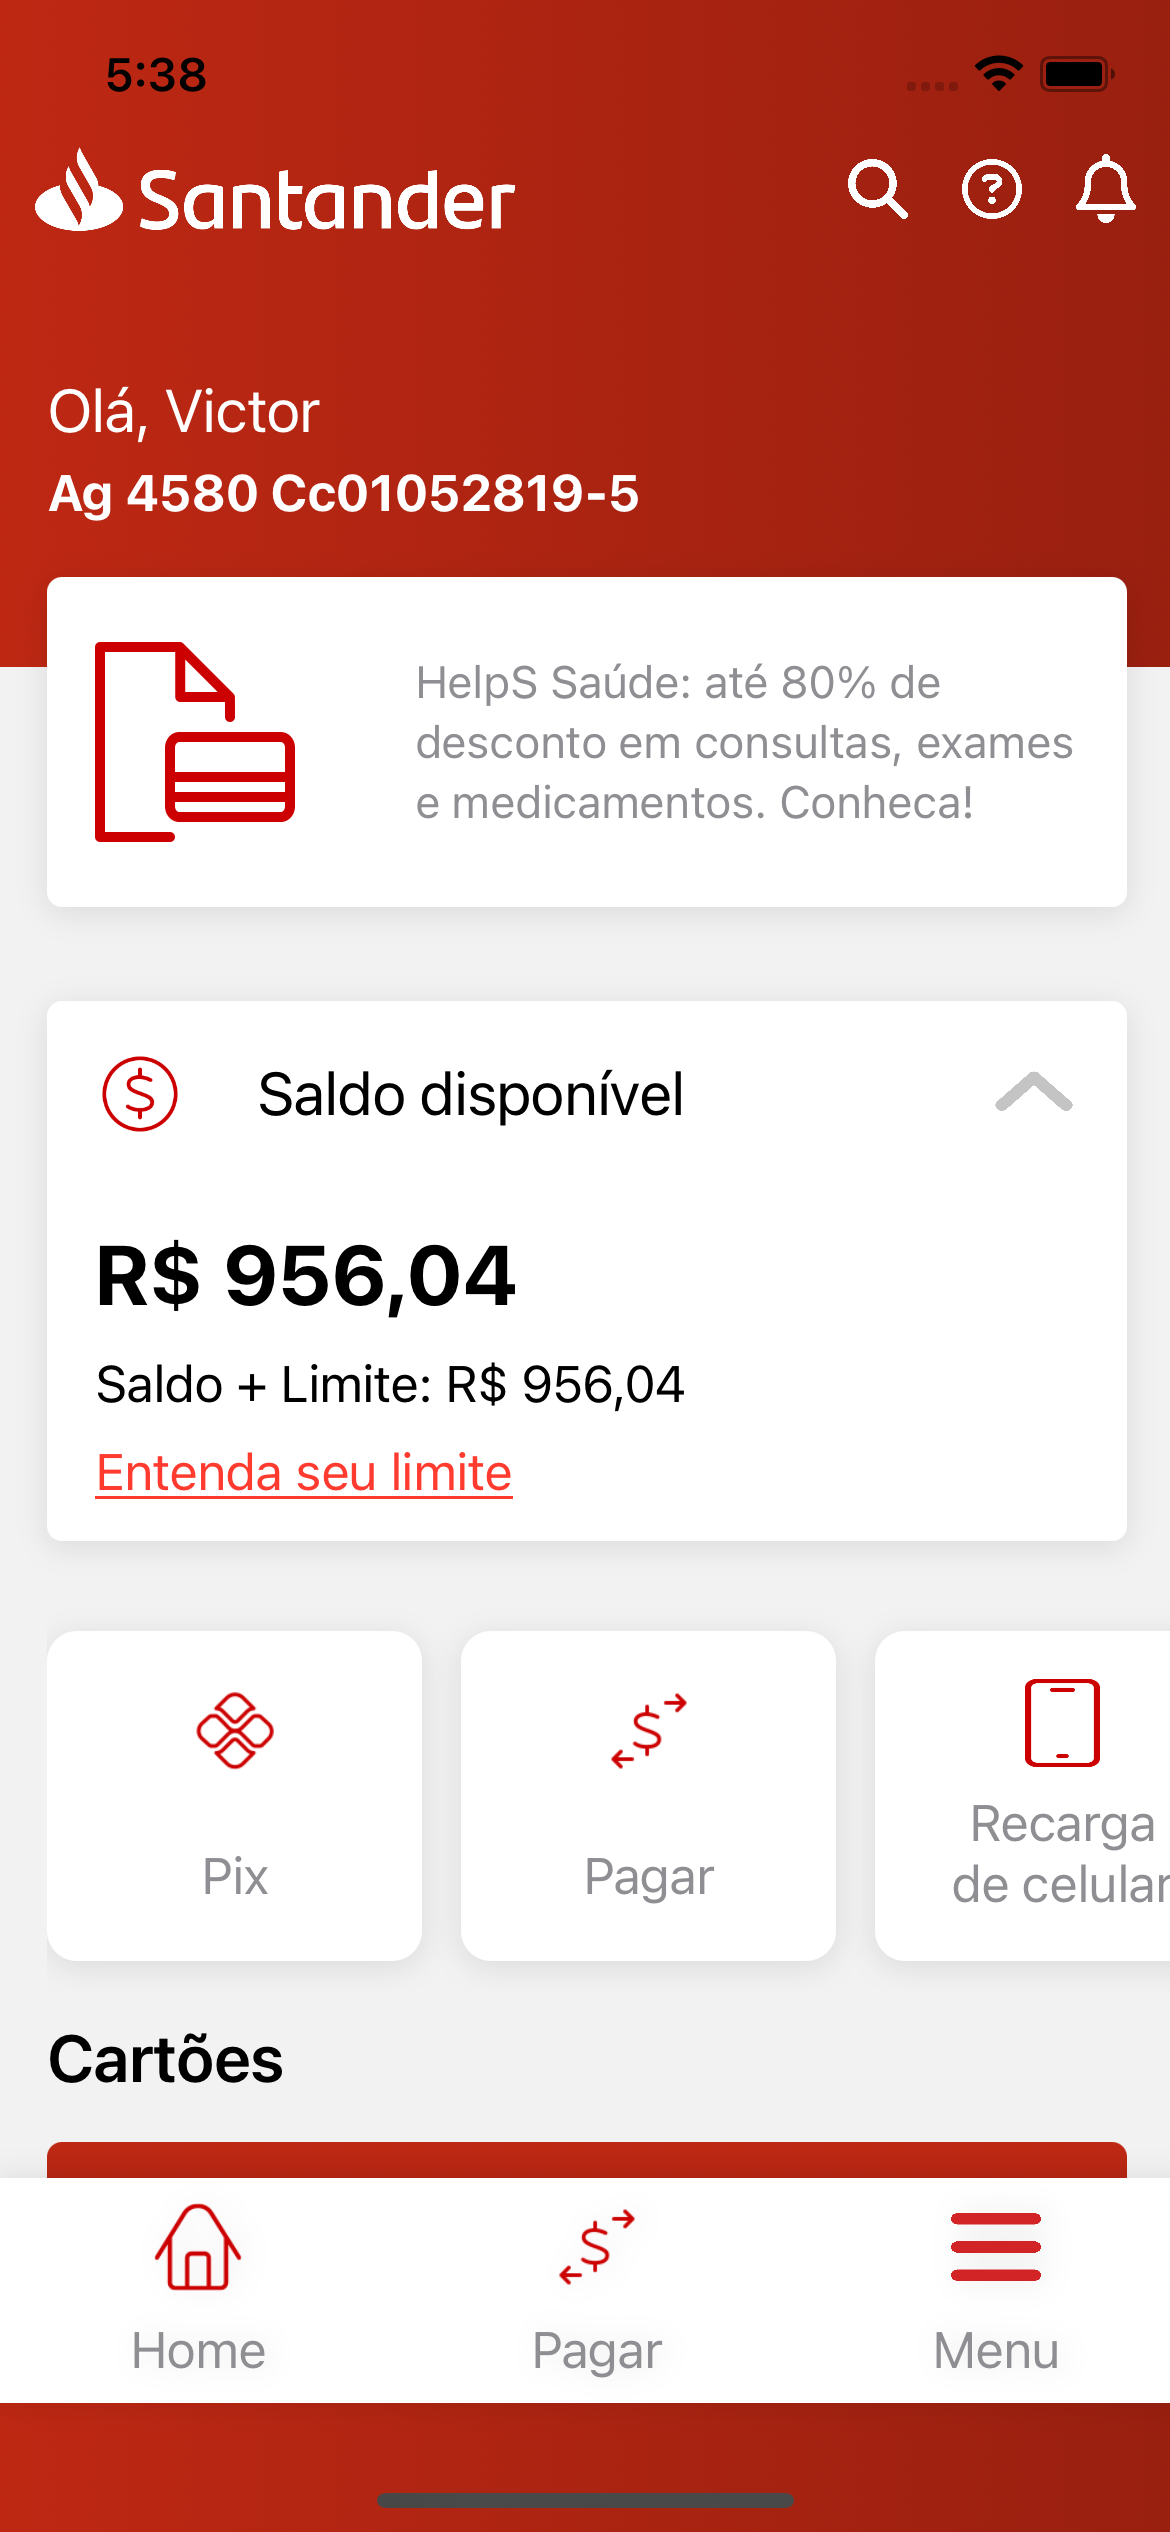 5:38
Santander
Olá, Victor
Ag 4580 Cc01052819-5
HelpS Saúde: até 80% de
desconto em consultas, exames
e medicamentos. Conheca!
Saldo disponível
R$ 956,04
Saldo + Limite: R$ 956,04
Entenda seu limite
Pix
Pagar
Recarga
de celular
Cartões
Home
Pagar
Menu